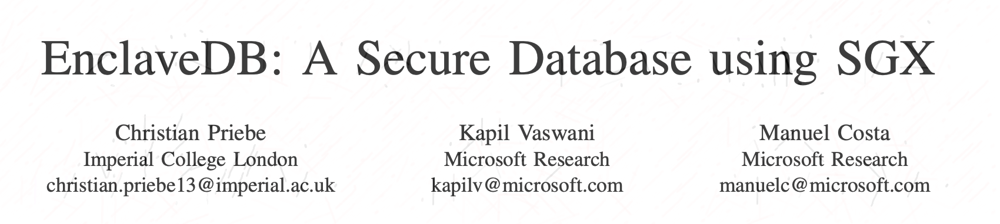 EnclaveDB: A Secure Database using SGX
Christian Priebe
Imperial College London
christian.priebe13@imperial.ac.uk
Kapil Vaswani
Microsoft Research
kapilv@microsoft.com
Manuel Costa
Microsoft Research
manuelc@microsoft.com